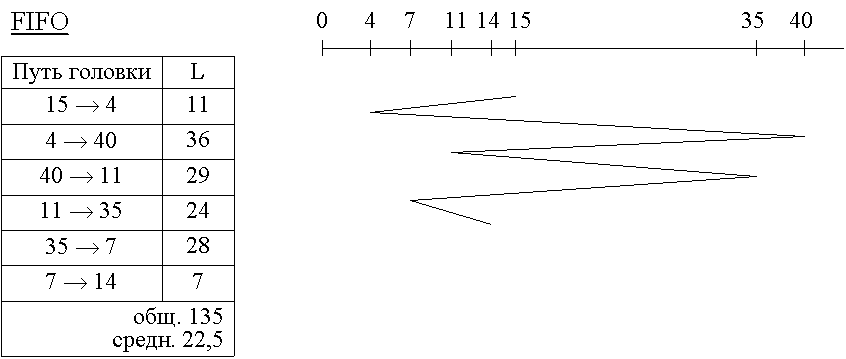 FIFO
0 4 7 11 14 15 35 40
Путь головки L
15 → 4 11
4 → 40 36
40 → 11 29
11 → 35 24
35 → 7 28
7 → 14 7
общ. 135
средн. 22,5